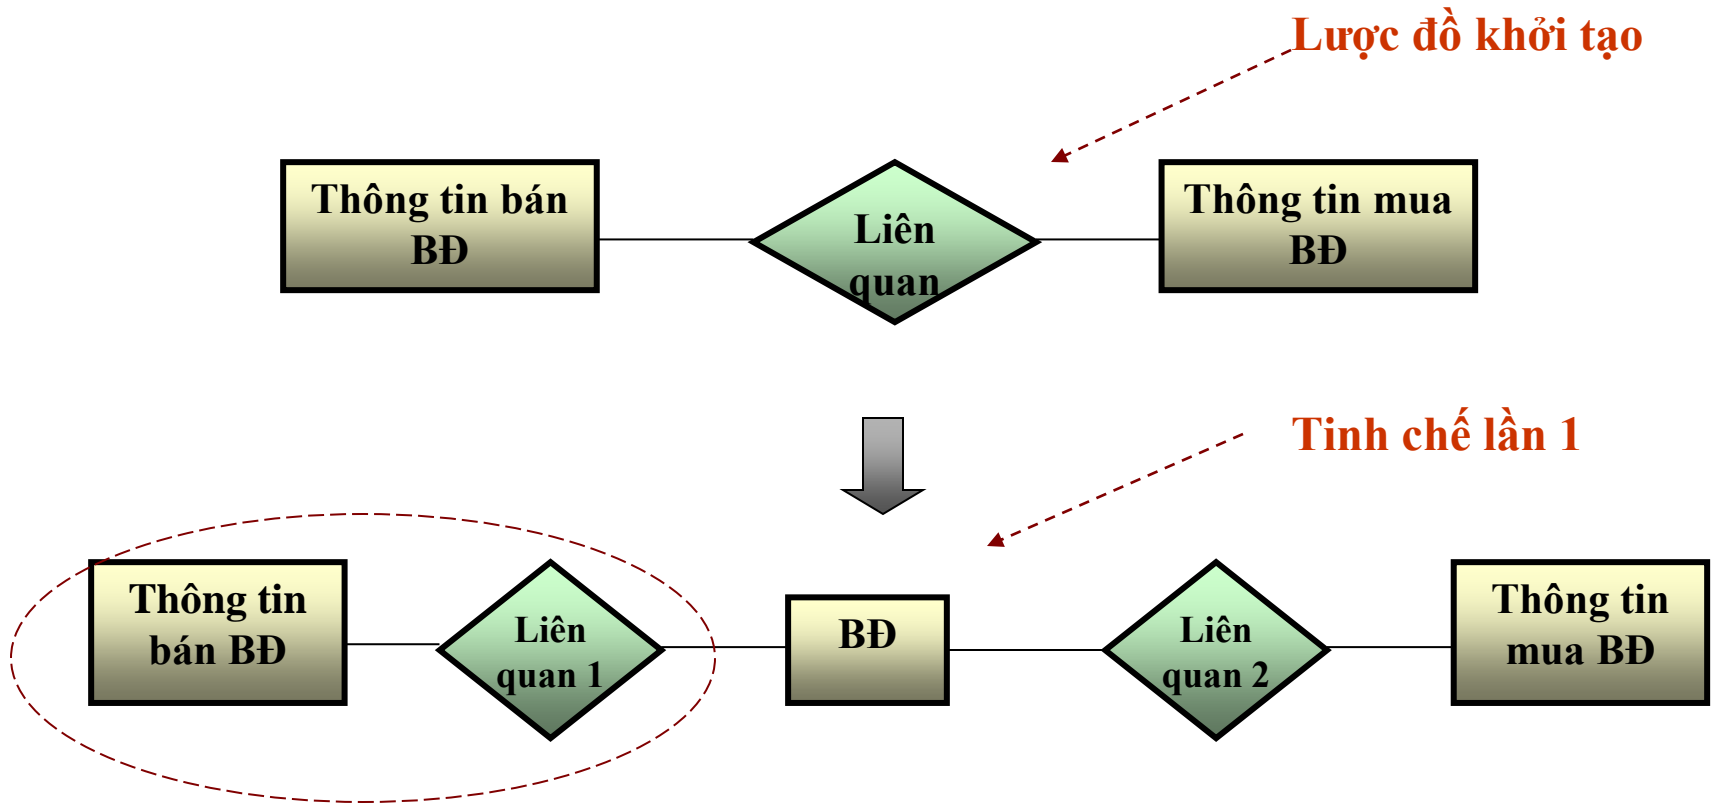 Lược đồ khởi tạo
Thông tin bán
BĐ
Liên
quan
Thông tin mua
BĐ
Tinh chế lần 1
Thông tin
bán BĐ
Liên
quan 1
BĐ
Liên
quan 2
Thông tin
mua BĐ